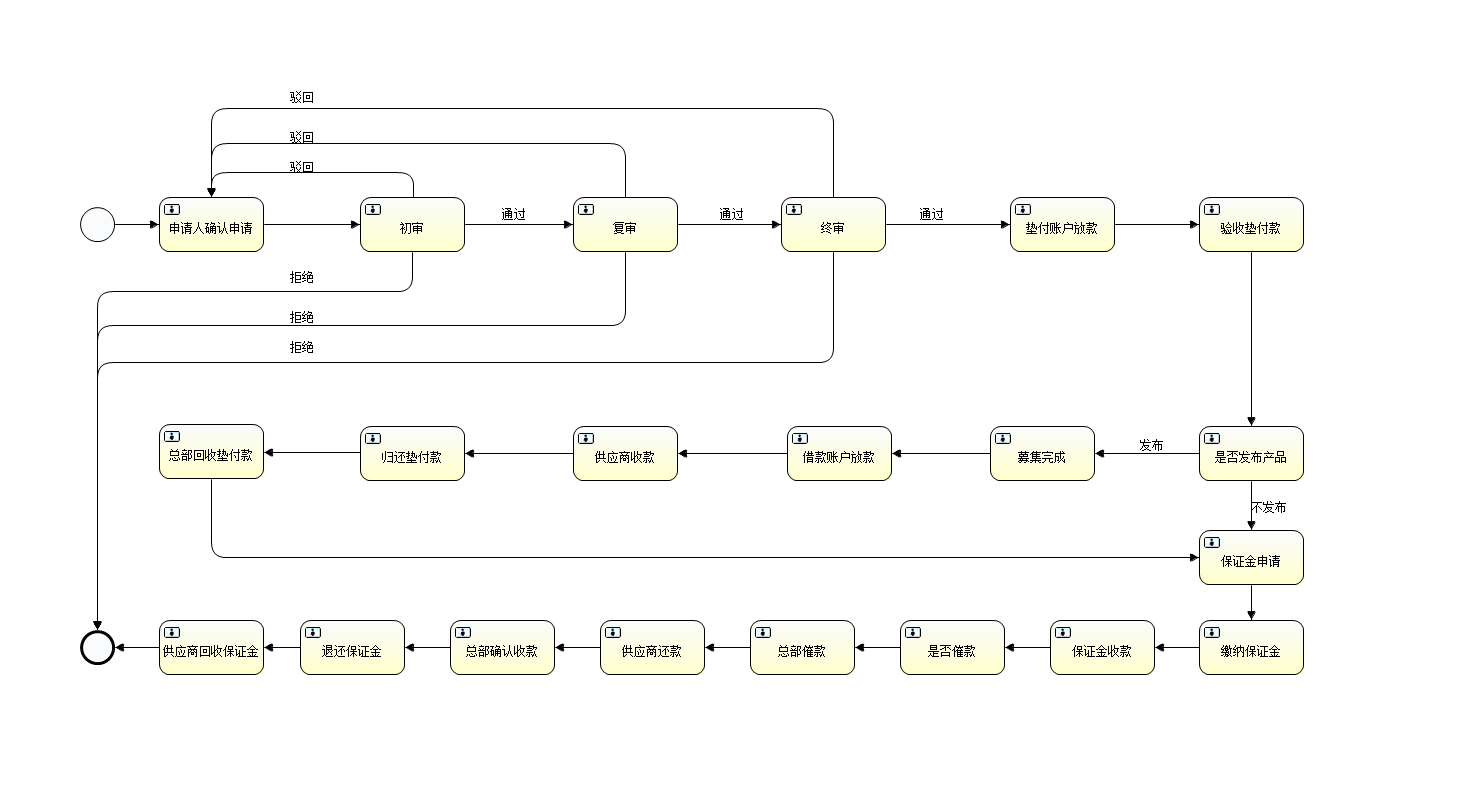 驳回
驳回
驳回
申请人确认申请
初审
通过
复审
通过
终审
通过
垫付账户放款
验收垫付款
拒绝
拒绝
拒绝
总部回收垫付款
归还垫付款
供应商收款
借款账户放款
募集完成
发布
是否发布产品
不发布
保证金申请
供应商回收保证金
退还保证金
总部确认收款
供应商还款
总部催款
是否催款
保证金收款
缴纳保证金